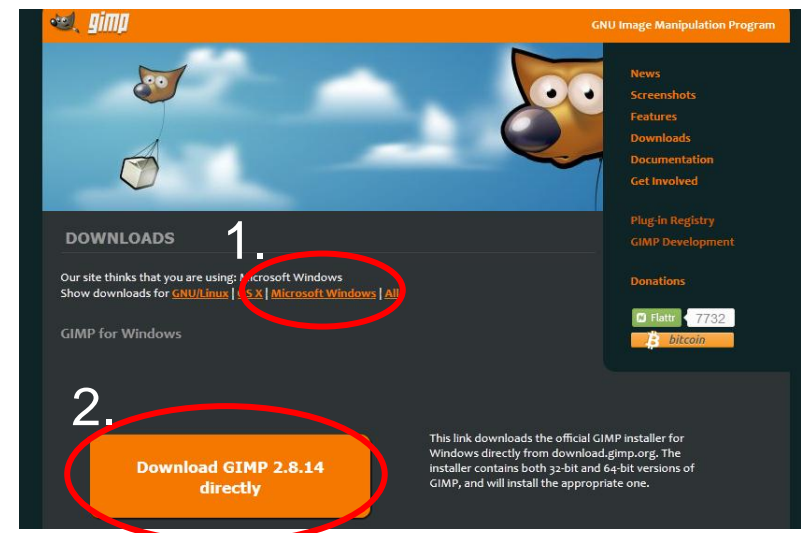 gimp
GNU Image Manipulation Program
News
Screenshots
Features
Downloads
Documentation
Get Involved
Plug-in Registry
GIMP Development
Donations
Flattr 7732
bitcoin
1.
DOWNLOADS
Our site thinks that you are using: Microsoft Windows
Show downloads for GNU/Linux | OS X | Microsoft Windows | All
GIMP for Windows
2.
Download GIMP 2.8.14
directly
This link downloads the official GIMP installer for
Windows directly from download.gimp.org. The
installer contains both 32-bit and 64-bit versions of
GIMP, and will install the appropriate one.